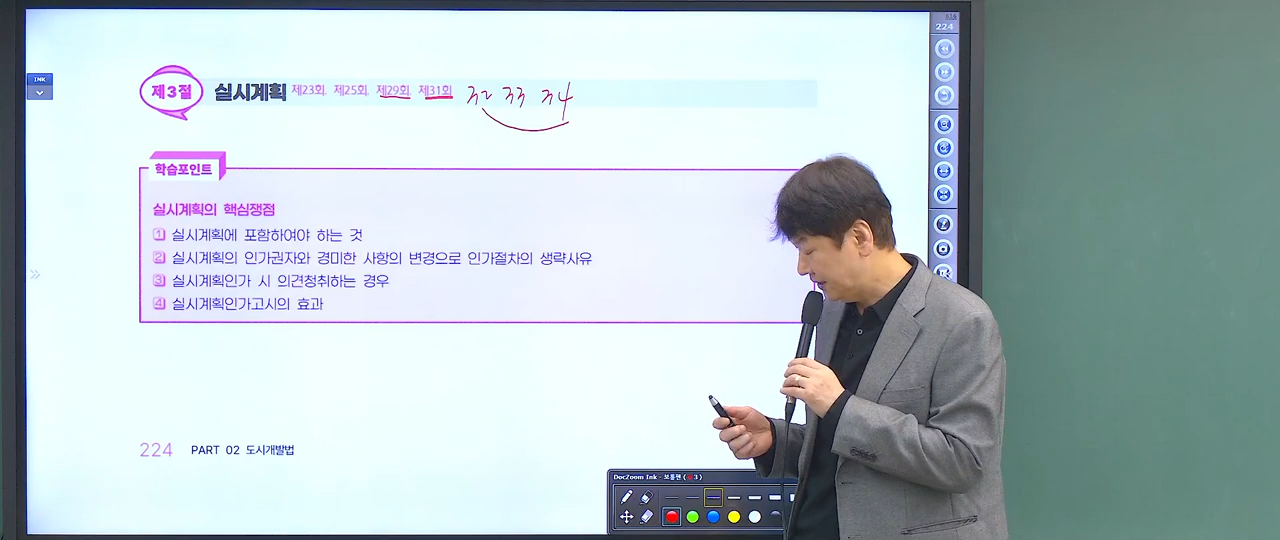 516
224
INK
제3절 실시계획 제23회 제25회 제29회 제31회 32 33 34
학습포인트
실시계획의 핵심쟁점
1 실시계획에 포함하여야 하는 것
2 실시계획의 인가권자와 경미한 사항의 변경으로 인가절차의 생략사유
3 실시계획인가 시 의견청취하는 경우
4 실시계획인가고시의 효과
224 PART 02 도시개발법
DocZoom Ink - 보통펜 ( 3 )